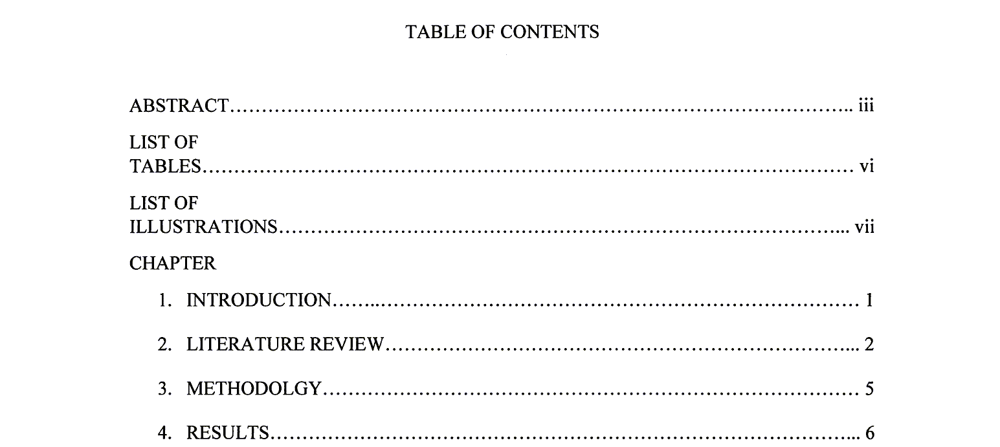 TABLE OF CONTENTS
ABSTRACT.......................................................................................... iii
LIST OF
TABLES.............................................................................................. vi
LIST OF
ILLUSTRATIONS................................................................................... vii
CHAPTER
1. INTRODUCTION............................................................................ 1
2. LITERATURE REVIEW.................................................................... 2
3. METHODOLGY.............................................................................. 5
4. RESULTS..................................................................................... 6